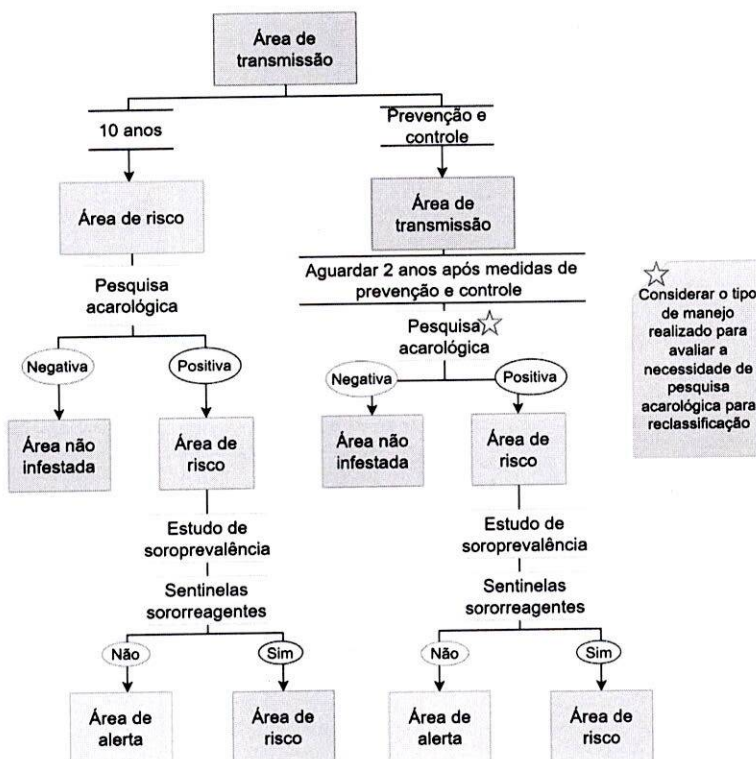 Área de
transmissão
10 anos
Prevenção e
controle
Área de risco
Área de
transmissão
Pesquisa
acarológica
Aguardar 2 anos após medidas de
prevenção e controle
Pesquisa
acarológica
Considerar o tipo
de manejo
realizado para
avaliar a
necessidade de
pesquisa
acarológica para
reclassificação
Negativa
Positiva
Negativa
Positiva
Área não
infestada
Área de
risco
Área não
infestada
Área de
risco
Estudo de
soroprevalência
Estudo de
soroprevalência
Sentinelas
sororreagentes
Sentinelas
sororreagentes
Não
Sim
Não
Sim
Área de
alerta
Área de
risco
Área de
alerta
Área de
risco